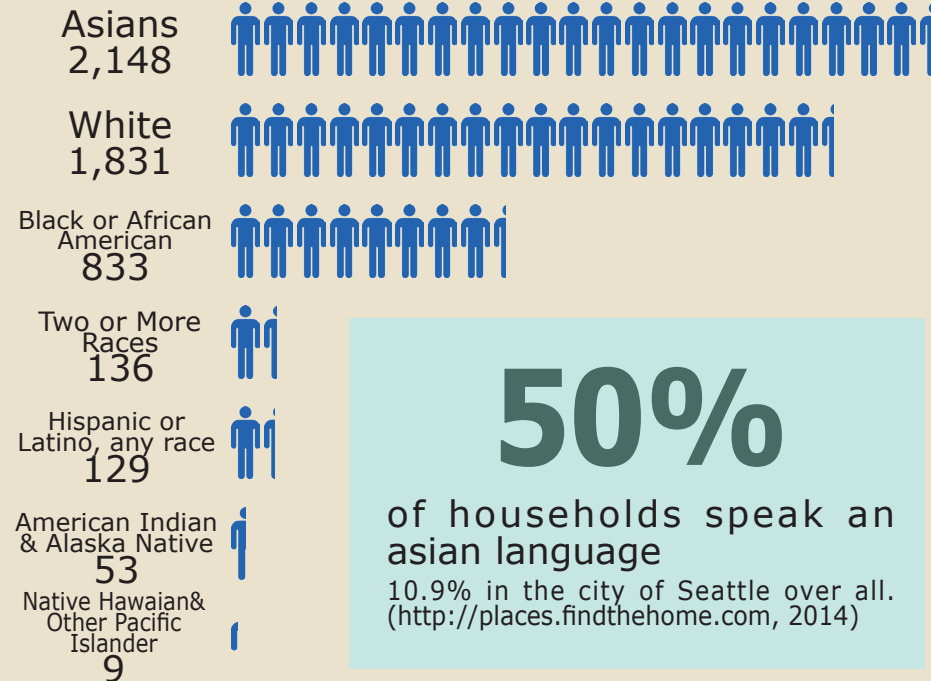 Asians
2,148
White
1,831
Black or African
American
833
Two or More
Races
136
Hispanic or
Latino, any race
129
American Indian
& Alaska Native
53
Native Hawaian&
Other Pacific
Islander
9
50%
of households speak an
asian language
10.9% in the city of Seattle over all.
(http://places.findthehome.com, 2014)